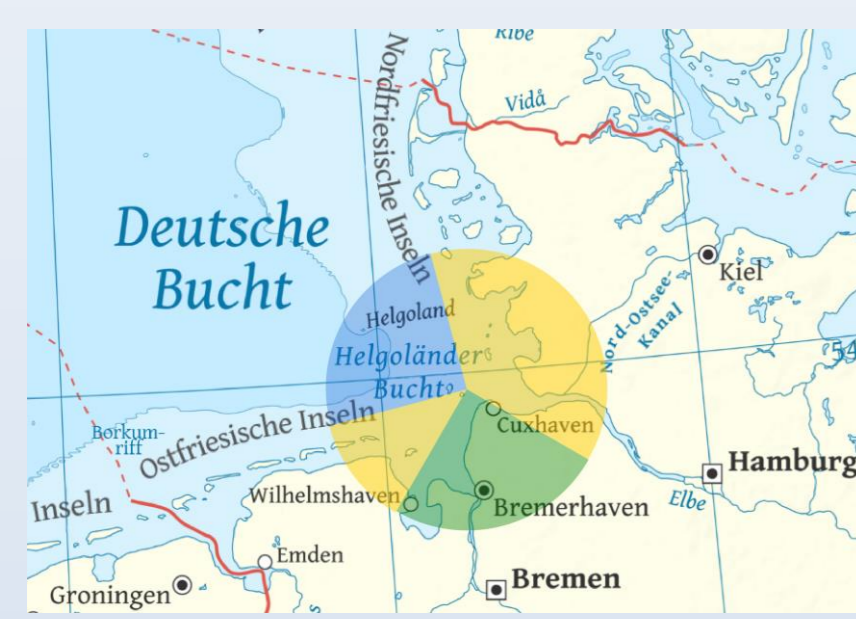 Ribe
Vidå
Nordfriesische Inseln
Deutsche
Bucht
Kiel
Nord-Ostsee-
Kanal
Helgoland
Helgoländer
Bucht
54
Ostfriesische Inseln
Borkum-
riff
Cuxhaven
Hamburg
Elbe
Wilhelmshaven
Bremerhaven
Inseln
Emden
Groningen
Bremen